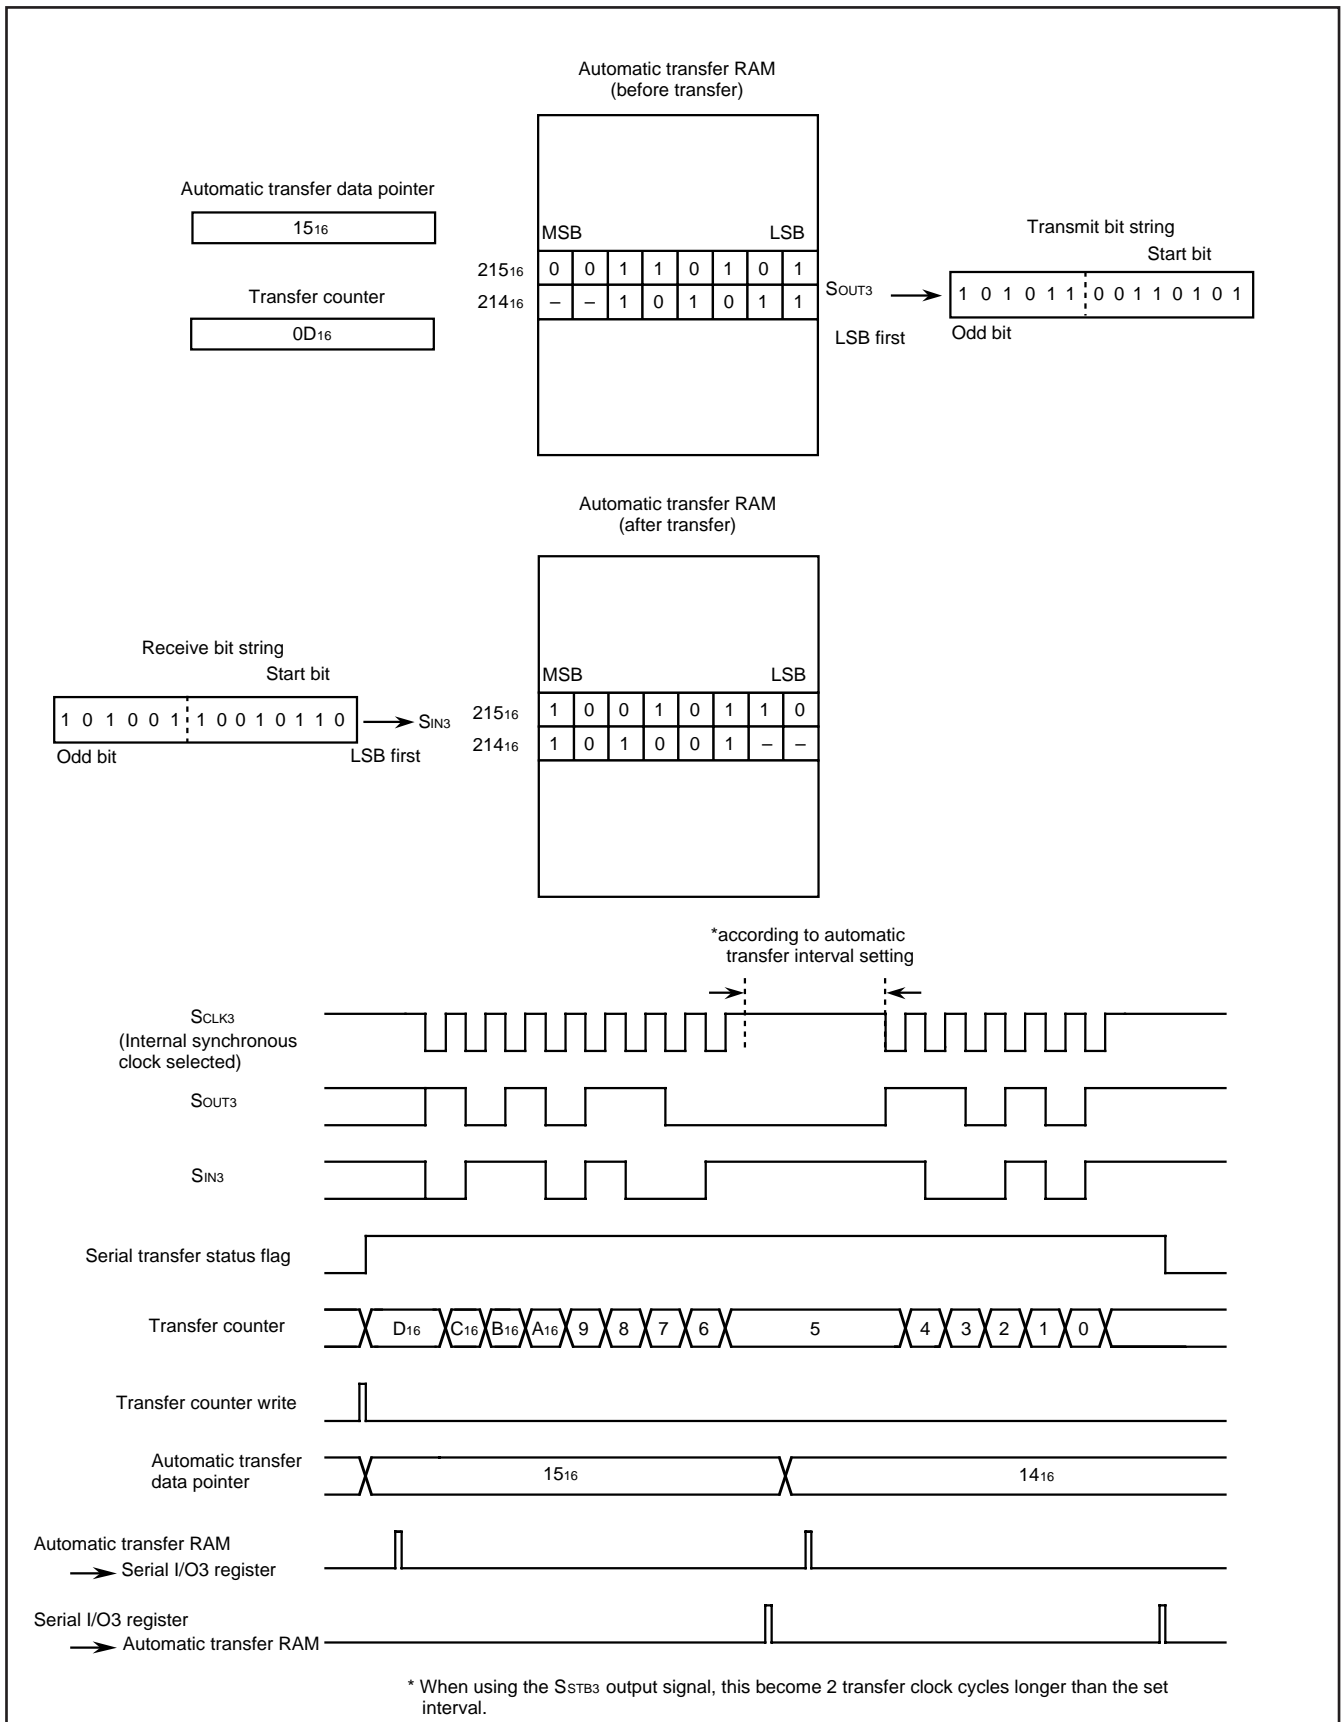 Automatic transfer RAM
(before transfer)
Automatic transfer data pointer
15₁₆
Transfer counter
0D₁₆
MSB LSB
215₁₆ 0 0 1 1 0 1 0 1
214₁₆ – – 1 0 1 0 1 1
SOUT3
LSB first
Transmit bit string
Start bit
1 0 1 0 1 1 0 0 1 1 0 1 0 1
Odd bit
Automatic transfer RAM
(after transfer)
Receive bit string
Start bit
1 0 1 0 0 1 1 0 0 1 0 1 1 0
SIN3
Odd bit
LSB first
MSB LSB
215₁₆ 1 0 0 1 0 1 1 0
214₁₆ 1 0 1 0 0 1 – –
*according to automatic
transfer interval setting
SCLK3
(Internal synchronous
clock selected)
SOUT3
SIN3
Serial transfer status flag
Transfer counter D₁₆ C₁₆ B₁₆ A₁₆ 9 8 7 6 5 4 3 2 1 0
Transfer counter write
Automatic transfer
data pointer
15₁₆ 14₁₆
Automatic transfer RAM
Serial I/O3 register
Serial I/O3 register
Automatic transfer RAM
* When using the SSTB3 output signal, this become 2 transfer clock cycles longer than the set
interval.